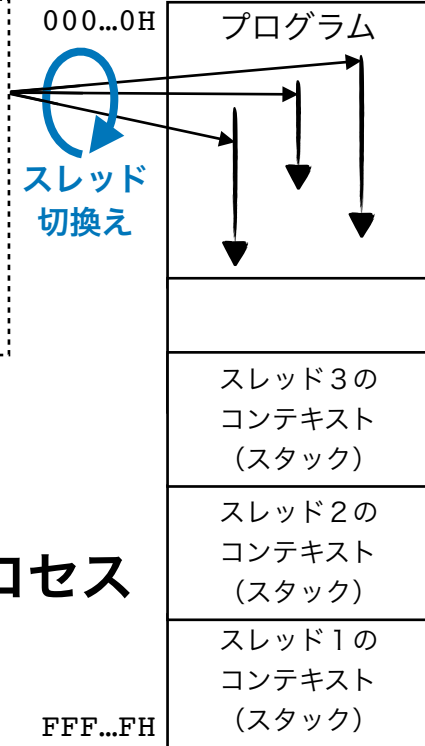 000…0H
プログラム
スレッド
切換え
スレッド３の
コンテキスト
（スタック）
スレッド２の
コンテキスト
（スタック）
ロセス
スレッド１の
コンテキスト
（スタック）
FFF…FH